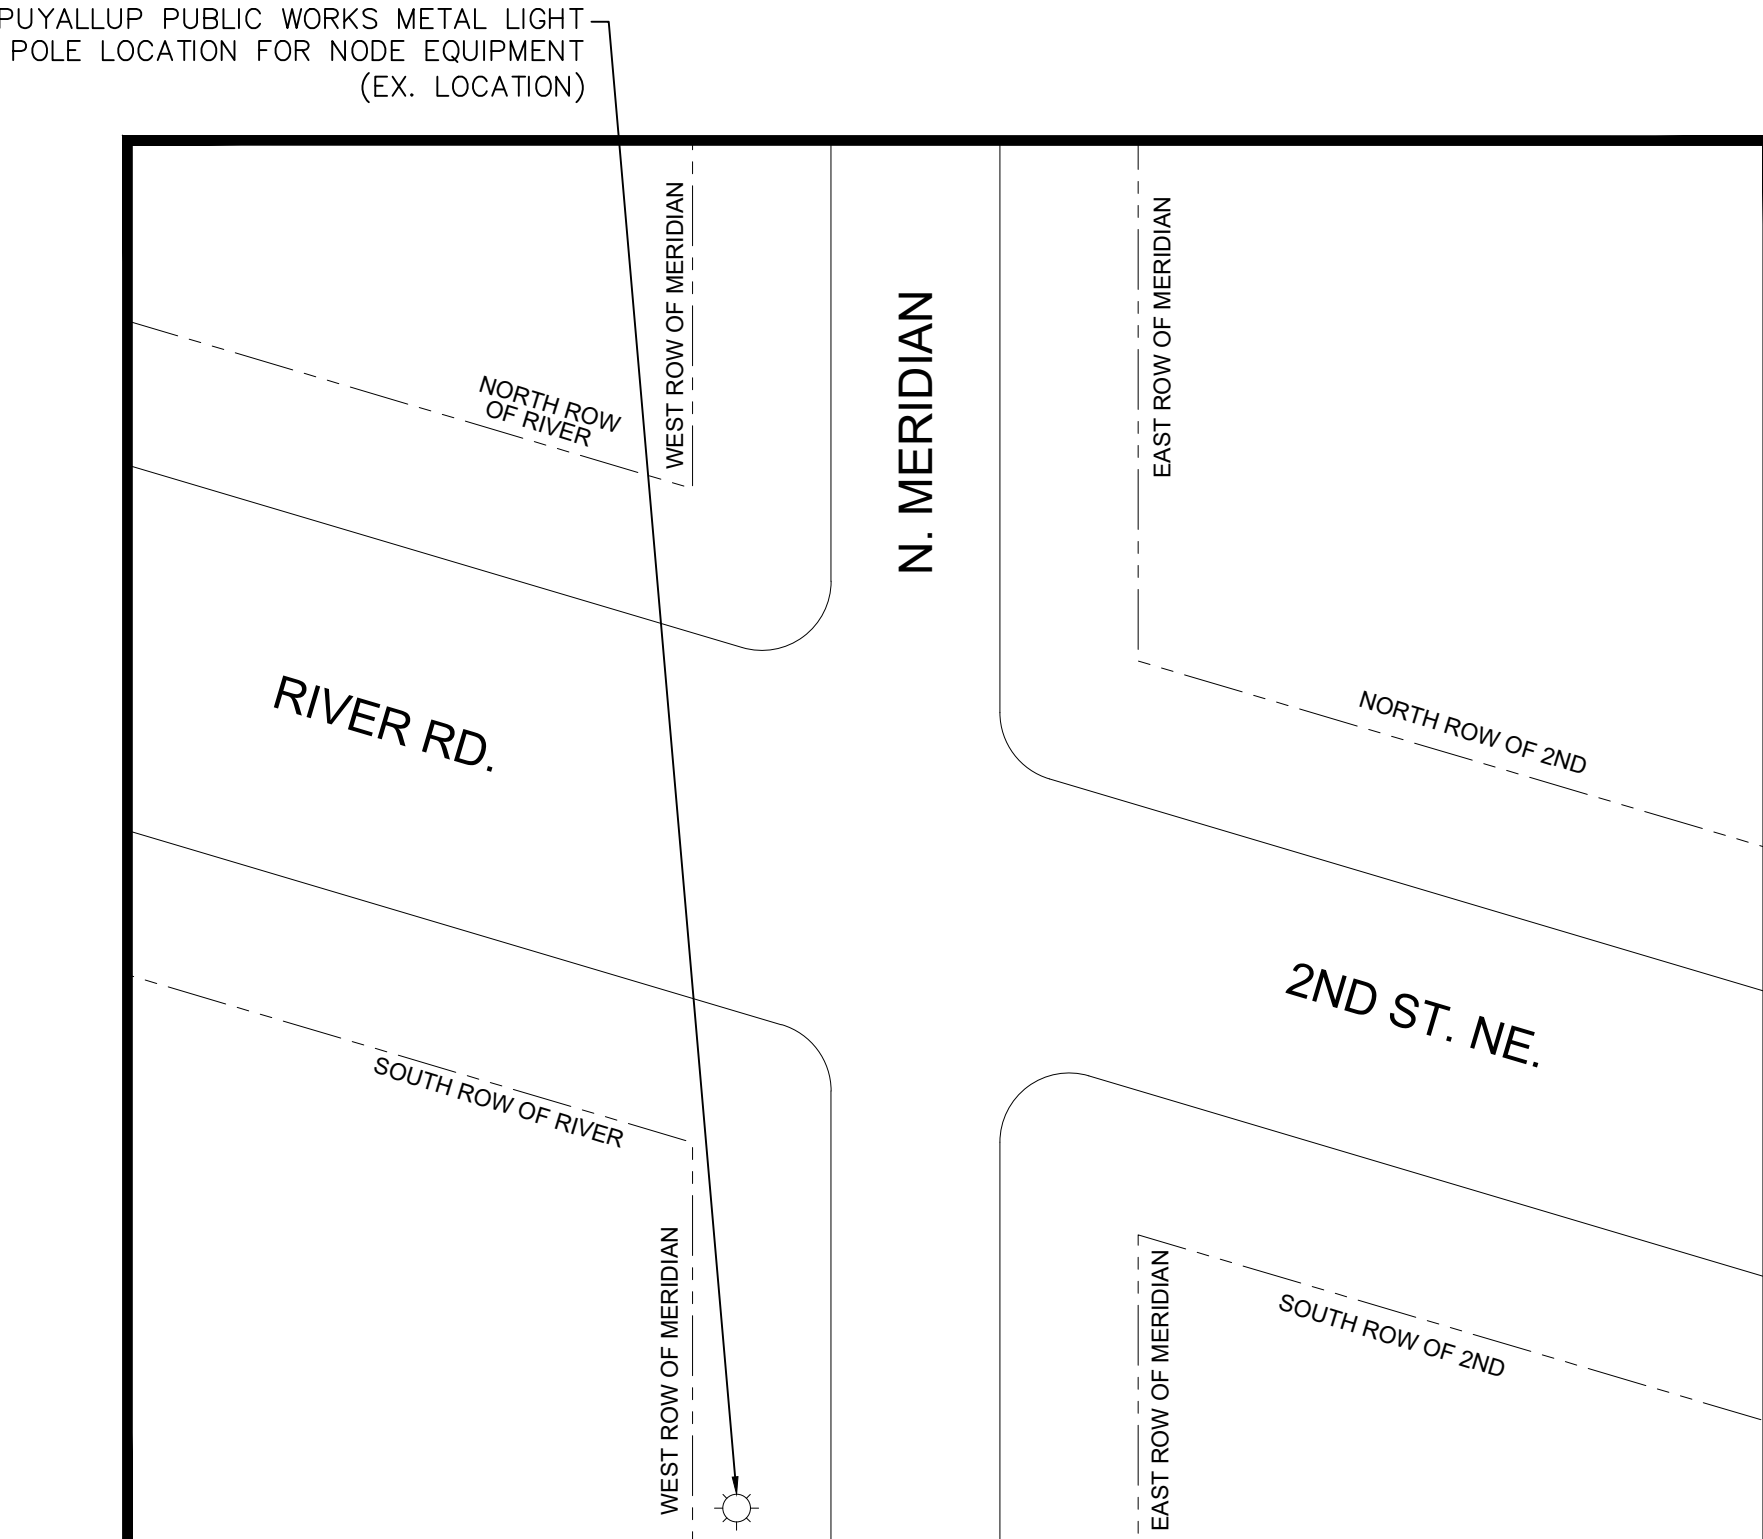 PUYALLUP PUBLIC WORKS METAL LIGHT
POLE LOCATION FOR NODE EQUIPMENT
(EX. LOCATION)
WEST ROW OF MERIDIAN
EAST ROW OF MERIDIAN
N. MERIDIAN
NORTH ROW
OF RIVER
RIVER RD.
NORTH ROW OF 2ND
2ND ST. NE.
SOUTH ROW OF RIVER
WEST ROW OF MERIDIAN
EAST ROW OF MERIDIAN
SOUTH ROW OF 2ND